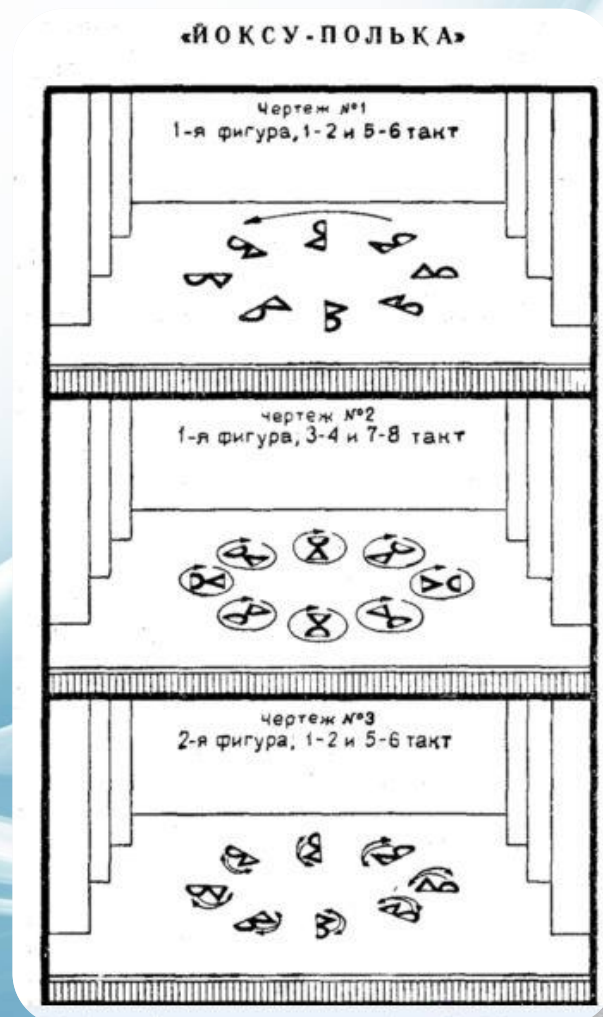 «ЙОКСУ-ПОЛЬКА»
Чертеж №1
1-я фигура, 1-2 и 5-6 такт
чертеж №2
1-я фигура, 3-4 и 7-8 такт
чертеж №3
2-я фигура, 1-2 и 5-6 такт